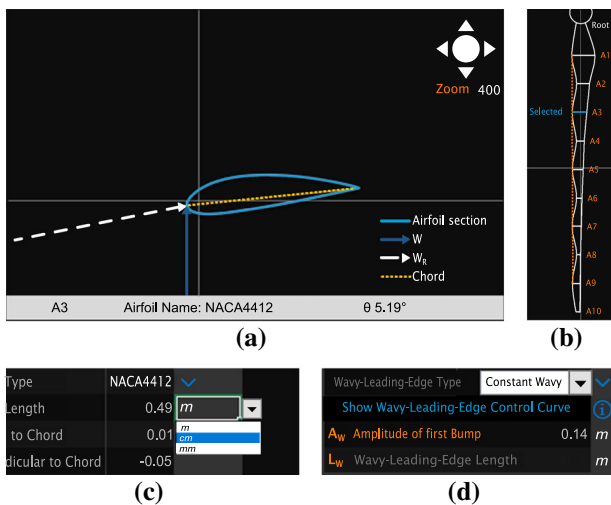 Zoom 400
Airfoil section
W
W_R
Chord
A3 Airfoil Name: NACA4412 θ 5.19°
(a)
Root
A1
A2
Selected A3
A4
A5
A6
A7
A8
A9
A10
(b)
Type NACA4412
Length 0.49 m
m
to Chord 0.01 cm
mm
dicular to Chord -0.05
(c)
Wavy-Leading-Edge Type Constant Wavy
Show Wavy-Leading-Edge Control Curve i
A_W Amplitude of first Bump 0.14 m
L_W Wavy-Leading-Edge Length m
(d)